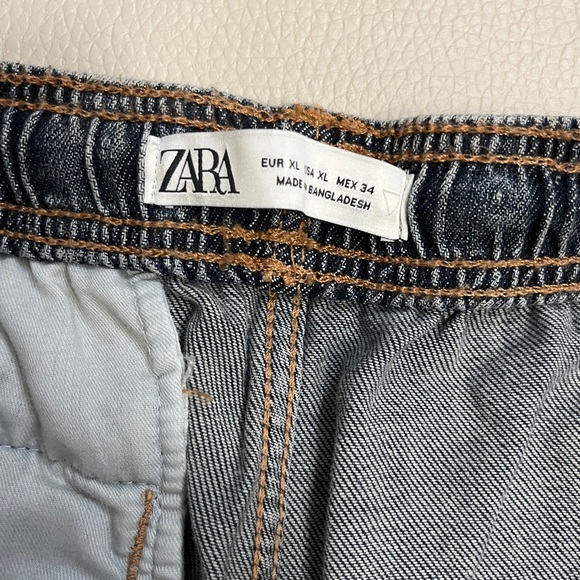 ZARA
EUR XL USA XL MEX 34
MADE IN BANGLADESH